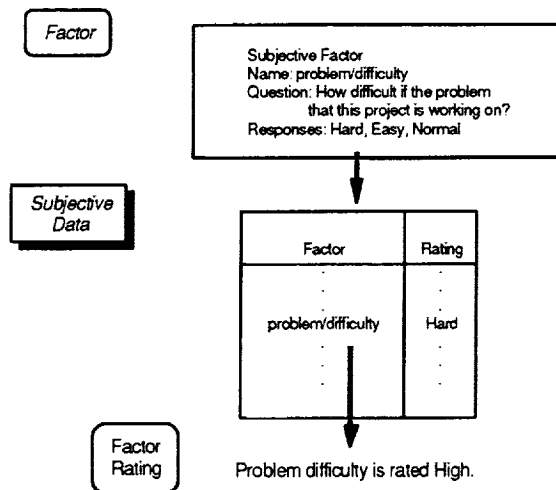 Factor
Subjective Factor
Name: problem/difficulty
Question: How difficult if the problem
that this project is working on?
Responses: Hard, Easy, Normal
Subjective
Data
Factor Rating
problem/difficulty Hard
Factor
Rating
Problem difficulty is rated High.